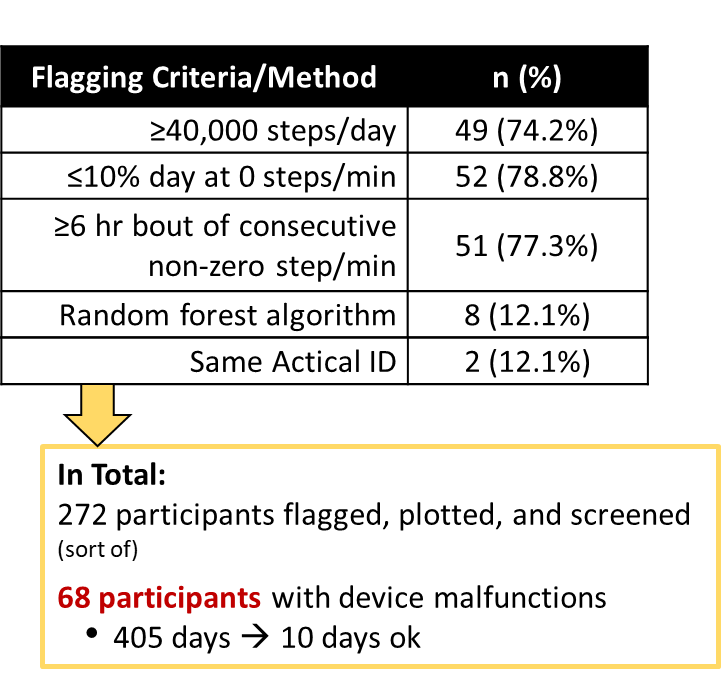 Flagging Criteria/Method n (%)
≥40,000 steps/day 49 (74.2%)
≤10% day at 0 steps/min 52 (78.8%)
≥6 hr bout of consecutive
non-zero step/min 51 (77.3%)
Random forest algorithm 8 (12.1%)
Same Actical ID 2 (12.1%)
In Total:
272 participants flagged, plotted, and screened
(sort of)
68 participants with device malfunctions
• 405 days → 10 days ok